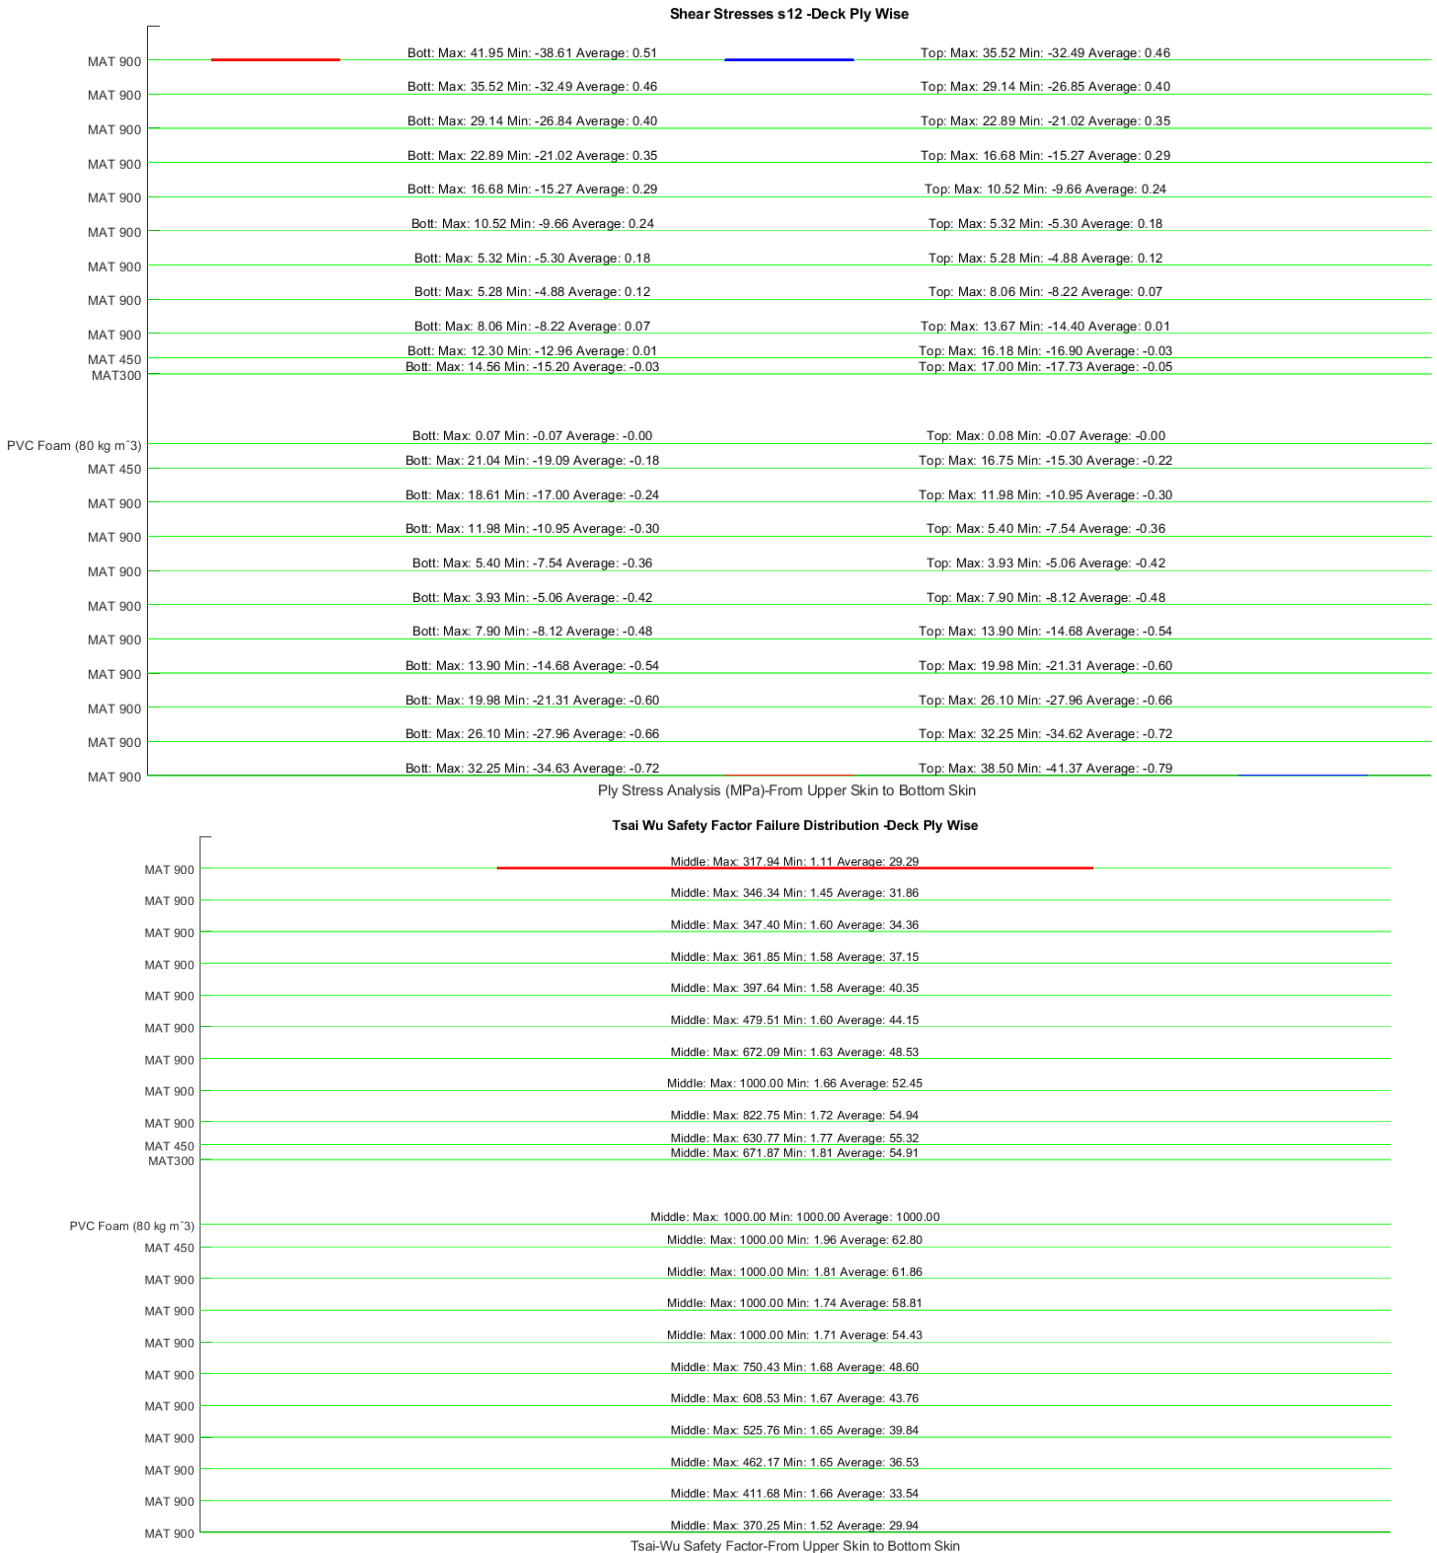 Shear Stresses s12 -Deck Ply Wise
MAT 900 Bott: Max: 41.95 Min: -38.61 Average: 0.51 Top: Max: 35.52 Min: -32.49 Average: 0.46
MAT 900 Bott: Max: 35.52 Min: -32.49 Average: 0.46 Top: Max: 29.14 Min: -26.85 Average: 0.40
MAT 900 Bott: Max: 29.14 Min: -26.84 Average: 0.40 Top: Max: 22.89 Min: -21.02 Average: 0.35
MAT 900 Bott: Max: 22.89 Min: -21.02 Average: 0.35 Top: Max: 16.68 Min: -15.27 Average: 0.29
MAT 900 Bott: Max: 16.68 Min: -15.27 Average: 0.29 Top: Max: 10.52 Min: -9.66 Average: 0.24
MAT 900 Bott: Max: 10.52 Min: -9.66 Average: 0.24 Top: Max: 5.32 Min: -5.30 Average: 0.18
MAT 900 Bott: Max: 5.32 Min: -5.30 Average: 0.18 Top: Max: 5.28 Min: -4.88 Average: 0.12
MAT 900 Bott: Max: 5.28 Min: -4.88 Average: 0.12 Top: Max: 8.06 Min: -8.22 Average: 0.07
MAT 900 Bott: Max: 8.06 Min: -8.22 Average: 0.07 Top: Max: 13.67 Min: -14.40 Average: 0.01
MAT 450 Bott: Max: 12.30 Min: -12.96 Average: 0.01 Top: Max: 16.18 Min: -16.90 Average: -0.03
MAT300 Bott: Max: 14.56 Min: -15.20 Average: -0.03 Top: Max: 17.00 Min: -17.73 Average: -0.05
PVC Foam (80 kg m^-3) Bott: Max: 0.07 Min: -0.07 Average: -0.00 Top: Max: 0.08 Min: -0.07 Average: -0.00
MAT 450 Bott: Max: 21.04 Min: -19.09 Average: -0.18 Top: Max: 16.75 Min: -15.30 Average: -0.22
MAT 900 Bott: Max: 18.61 Min: -17.00 Average: -0.24 Top: Max: 11.98 Min: -10.95 Average: -0.30
MAT 900 Bott: Max: 11.98 Min: -10.95 Average: -0.30 Top: Max: 5.40 Min: -7.54 Average: -0.36
MAT 900 Bott: Max: 5.40 Min: -7.54 Average: -0.36 Top: Max: 3.93 Min: -5.06 Average: -0.42
MAT 900 Bott: Max: 3.93 Min: -5.06 Average: -0.42 Top: Max: 7.90 Min: -8.12 Average: -0.48
MAT 900 Bott: Max: 7.90 Min: -8.12 Average: -0.48 Top: Max: 13.90 Min: -14.68 Average: -0.54
MAT 900 Bott: Max: 13.90 Min: -14.68 Average: -0.54 Top: Max: 19.98 Min: -21.31 Average: -0.60
MAT 900 Bott: Max: 19.98 Min: -21.31 Average: -0.60 Top: Max: 26.10 Min: -27.96 Average: -0.66
MAT 900 Bott: Max: 26.10 Min: -27.96 Average: -0.66 Top: Max: 32.25 Min: -34.62 Average: -0.72
MAT 900 Bott: Max: 32.25 Min: -34.63 Average: -0.72 Top: Max: 38.50 Min: -41.37 Average: -0.79
Ply Stress Analysis (MPa)-From Upper Skin to Bottom Skin
Tsai Wu Safety Factor Failure Distribution -Deck Ply Wise
MAT 900 Middle: Max: 317.94 Min: 1.11 Average: 29.29
MAT 900 Middle: Max: 346.34 Min: 1.45 Average: 31.86
MAT 900 Middle: Max: 347.40 Min: 1.60 Average: 34.36
MAT 900 Middle: Max: 361.85 Min: 1.58 Average: 37.15
MAT 900 Middle: Max: 397.64 Min: 1.58 Average: 40.35
MAT 900 Middle: Max: 479.51 Min: 1.60 Average: 44.15
MAT 900 Middle: Max: 672.09 Min: 1.63 Average: 48.53
MAT 900 Middle: Max: 1000.00 Min: 1.66 Average: 52.45
MAT 900 Middle: Max: 822.75 Min: 1.72 Average: 54.94
MAT 450 Middle: Max: 630.77 Min: 1.77 Average: 55.32
MAT300 Middle: Max: 671.87 Min: 1.81 Average: 54.91
PVC Foam (80 kg m^-3) Middle: Max: 1000.00 Min: 1000.00 Average: 1000.00
MAT 450 Middle: Max: 1000.00 Min: 1.96 Average: 62.80
MAT 900 Middle: Max: 1000.00 Min: 1.81 Average: 61.86
MAT 900 Middle: Max: 1000.00 Min: 1.74 Average: 58.81
MAT 900 Middle: Max: 1000.00 Min: 1.71 Average: 54.43
MAT 900 Middle: Max: 750.43 Min: 1.68 Average: 48.60
MAT 900 Middle: Max: 608.53 Min: 1.67 Average: 43.76
MAT 900 Middle: Max: 525.76 Min: 1.65 Average: 39.84
MAT 900 Middle: Max: 462.17 Min: 1.65 Average: 36.53
MAT 900 Middle: Max: 411.68 Min: 1.66 Average: 33.54
MAT 900 Middle: Max: 370.25 Min: 1.52 Average: 29.94
Tsai-Wu Safety Factor-From Upper Skin to Bottom Skin